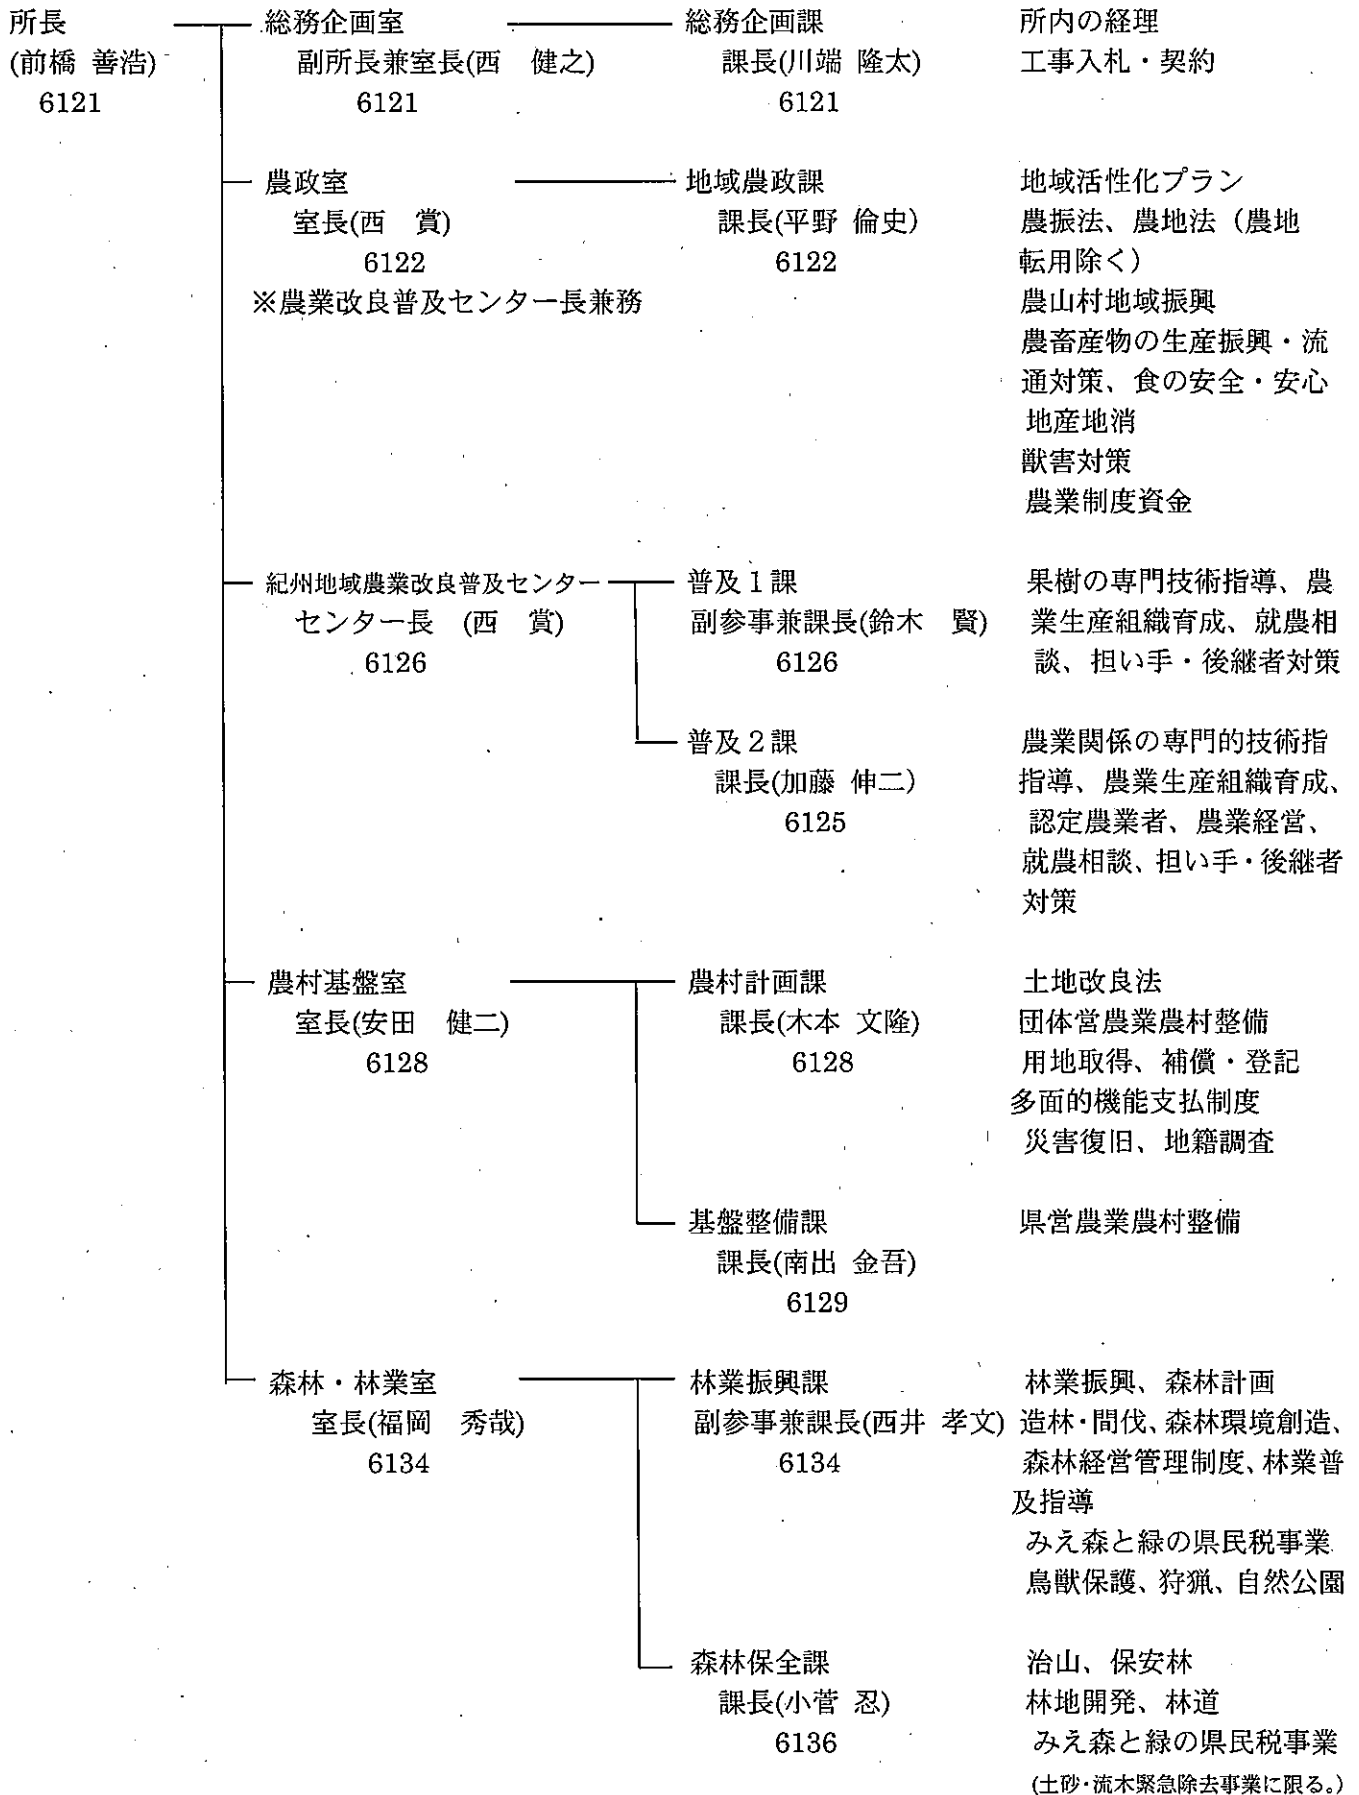 所長 総務企画室 総務企画課 所内の経理
(前橋 善浩) 副所長兼室長(西 健之) 課長(川端 隆太) 工事入札・契約
6121 6121 6121
農政室 地域農政課 地域活性化プラン
室長(西 賞) 課長(平野 倫史) 農振法、農地法（農地
6122 6122 転用除く）
※農業改良普及センター長兼務 農山村地域振興
農畜産物の生産振興・流
通対策、食の安全・安心
地産地消
獣害対策
農業制度資金
紀州地域農業改良普及センター 普及１課 果樹の専門技術指導、農
センター長 (西 賞) 副参事兼課長(鈴木 賢) 業生産組織育成、就農相
6126 6126 談、担い手・後継者対策
普及２課 農業関係の専門的技術指
課長(加藤 伸二) 指導、農業生産組織育成、
6125 認定農業者、農業経営、
就農相談、担い手・後継者
対策
農村基盤室 農村計画課 土地改良法
室長(安田 健二) 課長(木本 文隆) 団体営農業農村整備
6128 6128 用地取得、補償・登記
多面的機能支払制度
災害復旧、地籍調査
基盤整備課 県営農業農村整備
課長(南出 金吾)
6129
森林・林業室 林業振興課 林業振興、森林計画
室長(福岡 秀哉) 副参事兼課長(西井 孝文) 造林・間伐、森林環境創造、
6134 6134 森林経営管理制度、林業普
及指導
みえ森と緑の県民税事業
鳥獣保護、狩猟、自然公園
森林保全課 治山、保安林
課長(小菅 忍) 林地開発、林道
6136 みえ森と緑の県民税事業
(土砂・流木緊急除去事業に限る。)